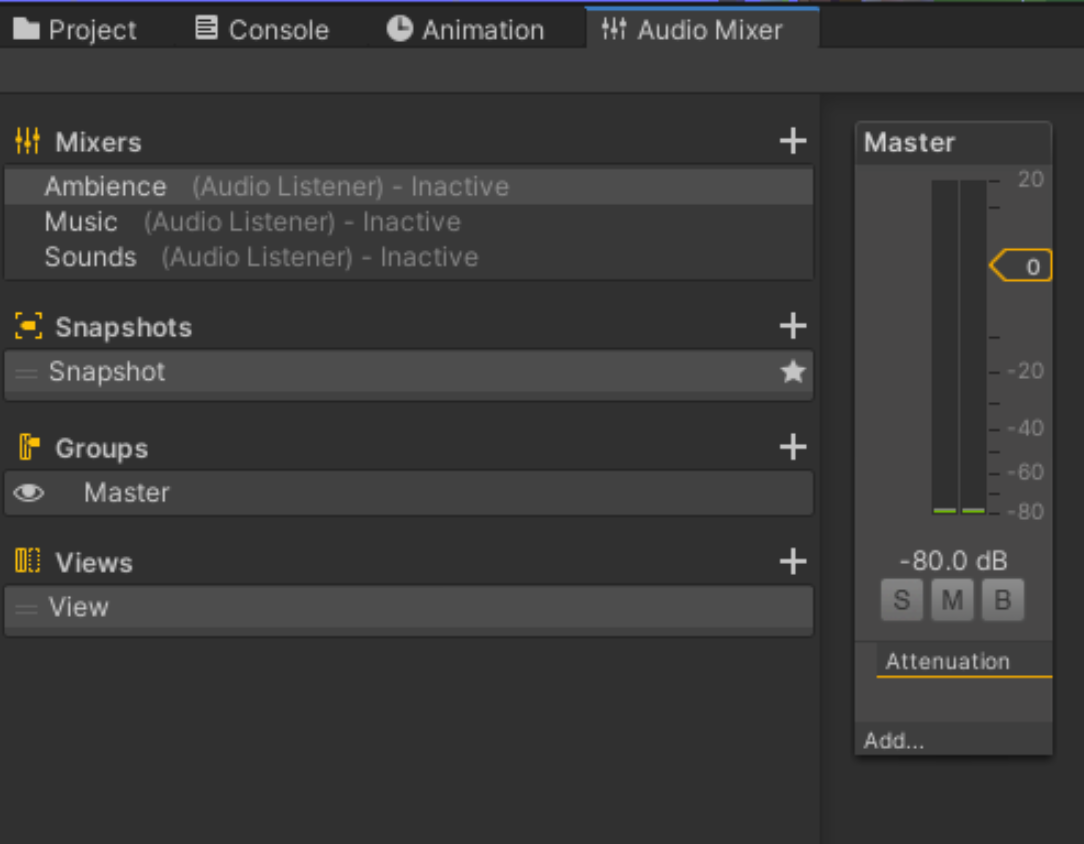 Project Console Animation Audio Mixer
Mixers
Ambience (Audio Listener) - Inactive
Music (Audio Listener) - Inactive
Sounds (Audio Listener) - Inactive
Snapshots
Snapshot
Groups
Master
Views
View
Master
20
0
-20
-40
-60
-80
-80.0 dB
S M B
Attenuation
Add...